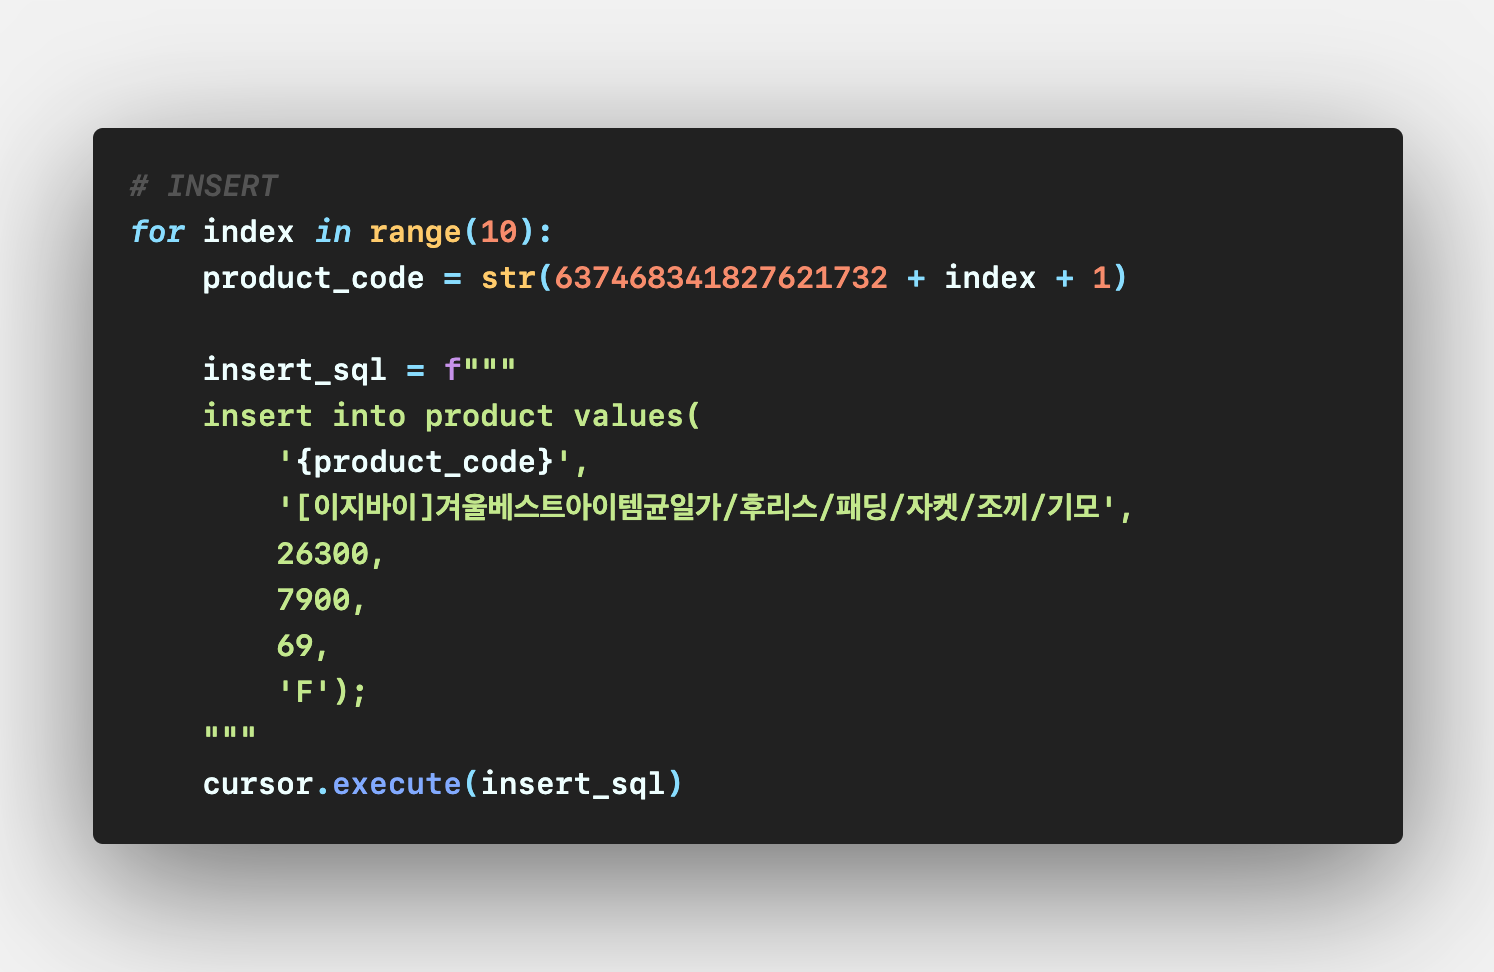 # INSERT
for index in range(10):
    product_code = str(637468341827621732 + index + 1)

    insert_sql = f"""
    insert into product values(
        '{product_code}',
        '[이지바이]겨울베스트아이템균일가/후리스/패딩/자켓/조끼/기모',
        26300,
        7900,
        69,
        'F');
    """
    cursor.execute(insert_sql)